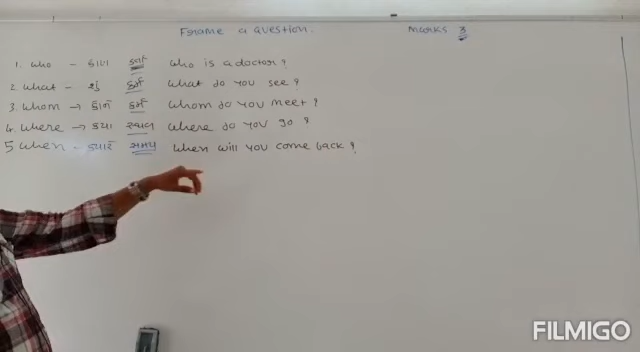 Frame a question. Marks 3
1. Who - કોણ કર્તા Who is a doctor?
2. What - શું કર્મ What do you see?
3. Whom → કોને કર્મ Whom do you meet?
4. Where → ક્યાં સ્થળ Where do you go?
5 When - ક્યારે સમય When will you come back?
FILMIGO